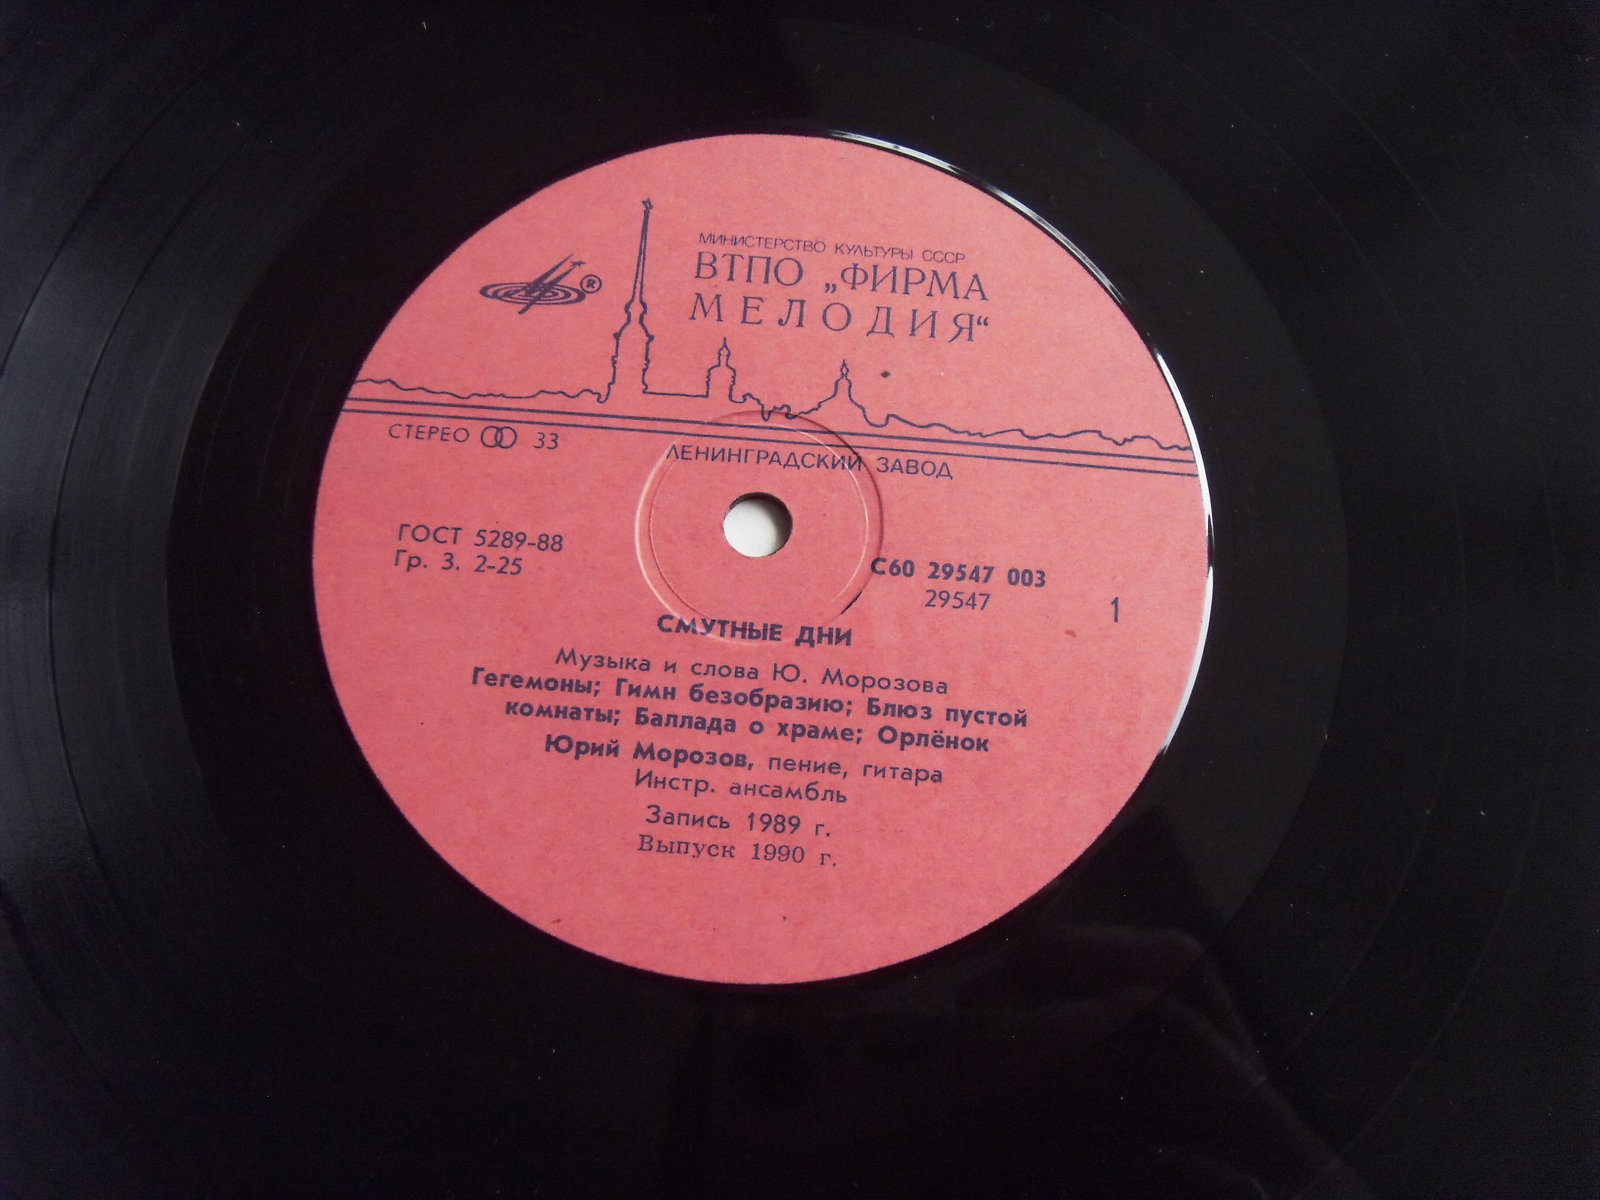 МИНИСТЕРСТВО КУЛЬТУРЫ СССР
ВТПО „ФИРМА
МЕЛОДИЯ“
®
СТЕРЕО 33
ЛЕНИНГРАДСКИЙ ЗАВОД
ГОСТ 5289-88
Гр. 3. 2-25
С60 29547 003
29547
1
СМУТНЫЕ ДНИ
Музыка и слова Ю. Морозова
Гегемоны; Гимн безобразию; Блюз пустой
комнаты; Баллада о храме; Орлёнок
Юрий Морозов, пение, гитара
Инстр. ансамбль
Запись 1989 г.
Выпуск 1990 г.